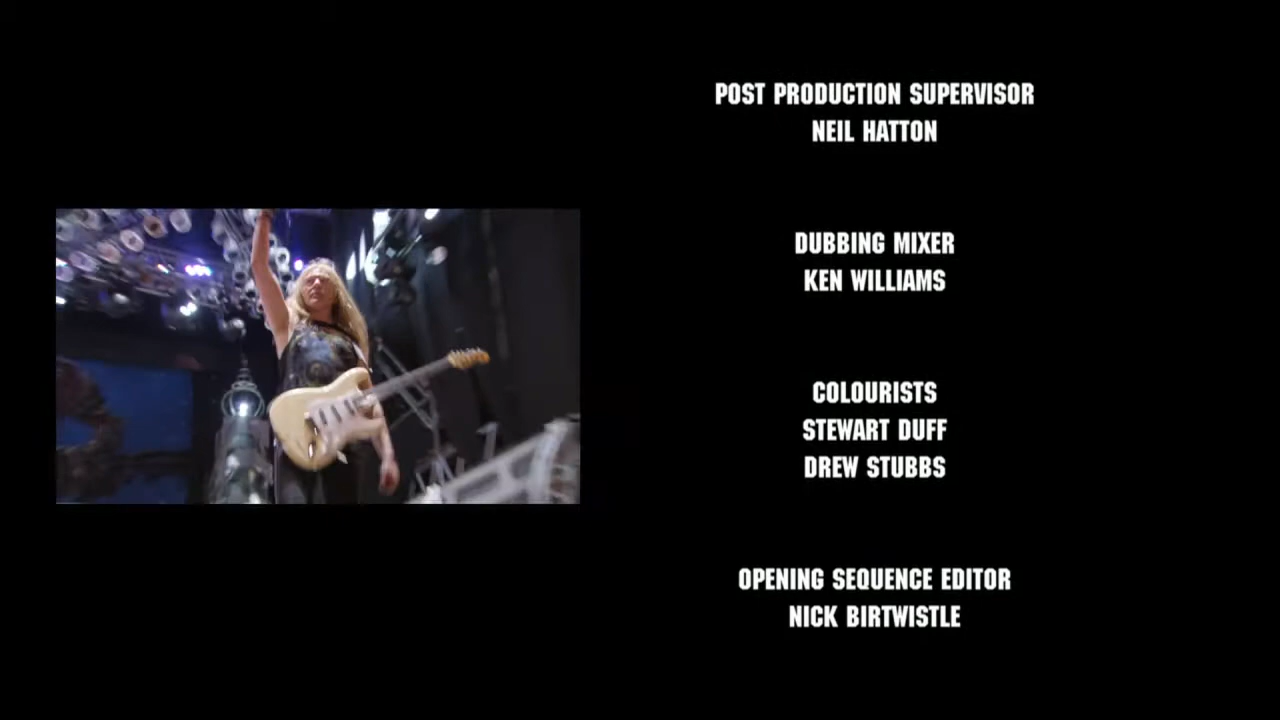 POST PRODUCTION SUPERVISOR
NEIL HATTON
DUBBING MIXER
KEN WILLIAMS
COLOURISTS
STEWART DUFF
DREW STUBBS
OPENING SEQUENCE EDITOR
NICK BIRTWISTLE